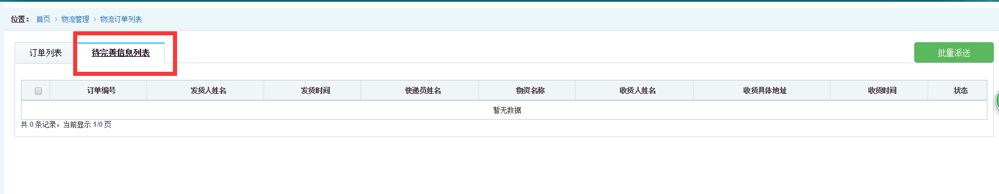 位置： 首页 > 物流管理 > 物流订单列表
订单列表 待完善信息列表 批量派送
订单编号 发货人姓名 发货时间 快递员姓名 物资名称 收货人姓名 收货具体地址 收货时间 状态
暂无数据
共 0 条记录，当前显示 1/0 页